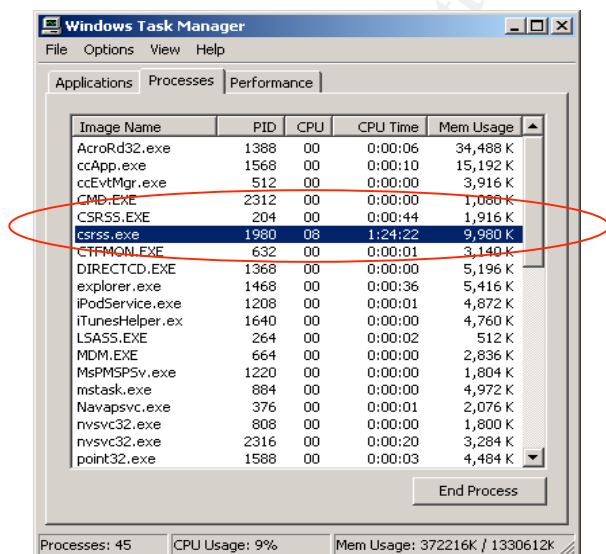 Windows Task Manager
File Options View Help
Applications Processes Performance
Image Name PID CPU CPU Time Mem Usage
AcroRd32.exe 1388 00 0:00:06 34,488 K
ccApp.exe 1568 00 0:00:10 15,192 K
ccEvtMgr.exe 512 00 0:00:00 3,916 K
CMD.EXE 2312 00 0:00:00 1,080 K
CSRSS.EXE 204 00 0:00:44 1,916 K
csrss.exe 1980 08 1:24:22 9,980 K
CTFMON.EXE 632 00 0:00:01 3,140 K
DIRECTCD.EXE 1368 00 0:00:00 5,196 K
explorer.exe 1468 00 0:00:36 5,416 K
iPodService.exe 1208 00 0:00:01 4,872 K
iTunesHelper.ex 1640 00 0:00:00 4,760 K
LSASS.EXE 264 00 0:00:02 512 K
MDM.EXE 664 00 0:00:00 2,836 K
MsPMSPSv.exe 1220 00 0:00:00 1,804 K
mstask.exe 884 00 0:00:00 4,972 K
Navapsvc.exe 376 00 0:00:01 2,076 K
nvsvc32.exe 808 00 0:00:00 1,800 K
nvsvc32.exe 2316 00 0:00:20 3,284 K
point32.exe 1588 00 0:00:03 4,484 K
End Process
Processes: 45 CPU Usage: 9% Mem Usage: 372216K / 1330612K